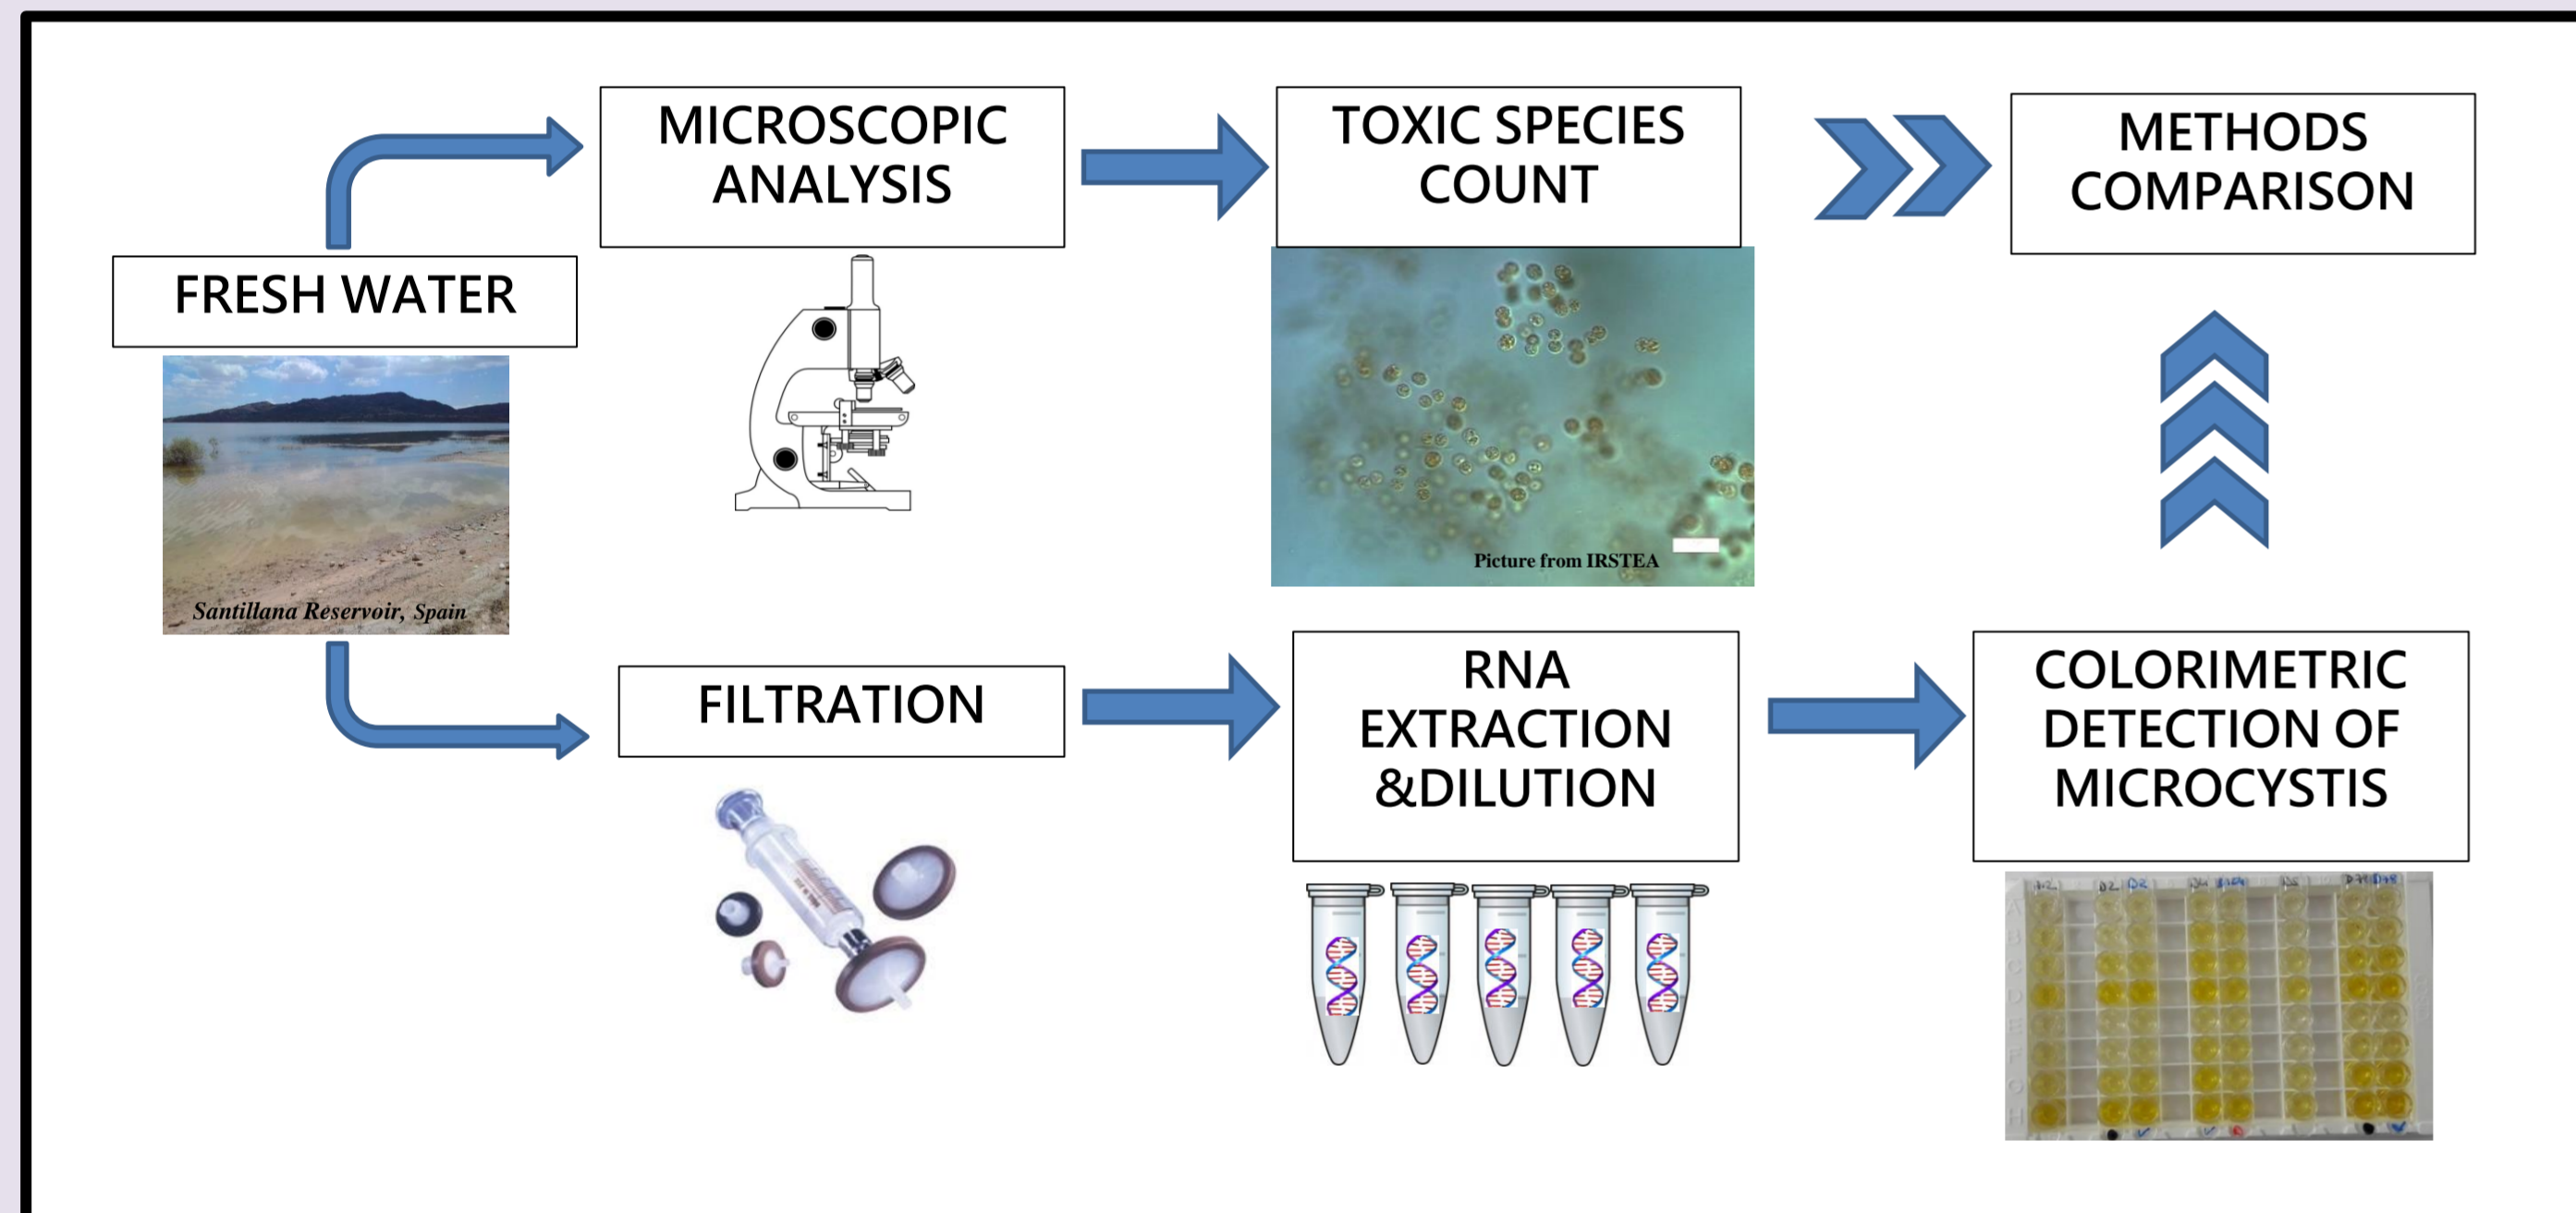 MICROSCOPIC
ANALYSIS
TOXIC SPECIES
COUNT
METHODS
COMPARISON
FRESH WATER
Santillana Reservoir, Spain
Picture from IRSTEA
FILTRATION
RNA
EXTRACTION
&DILUTION
COLORIMETRIC
DETECTION OF
MICROCYSTIS